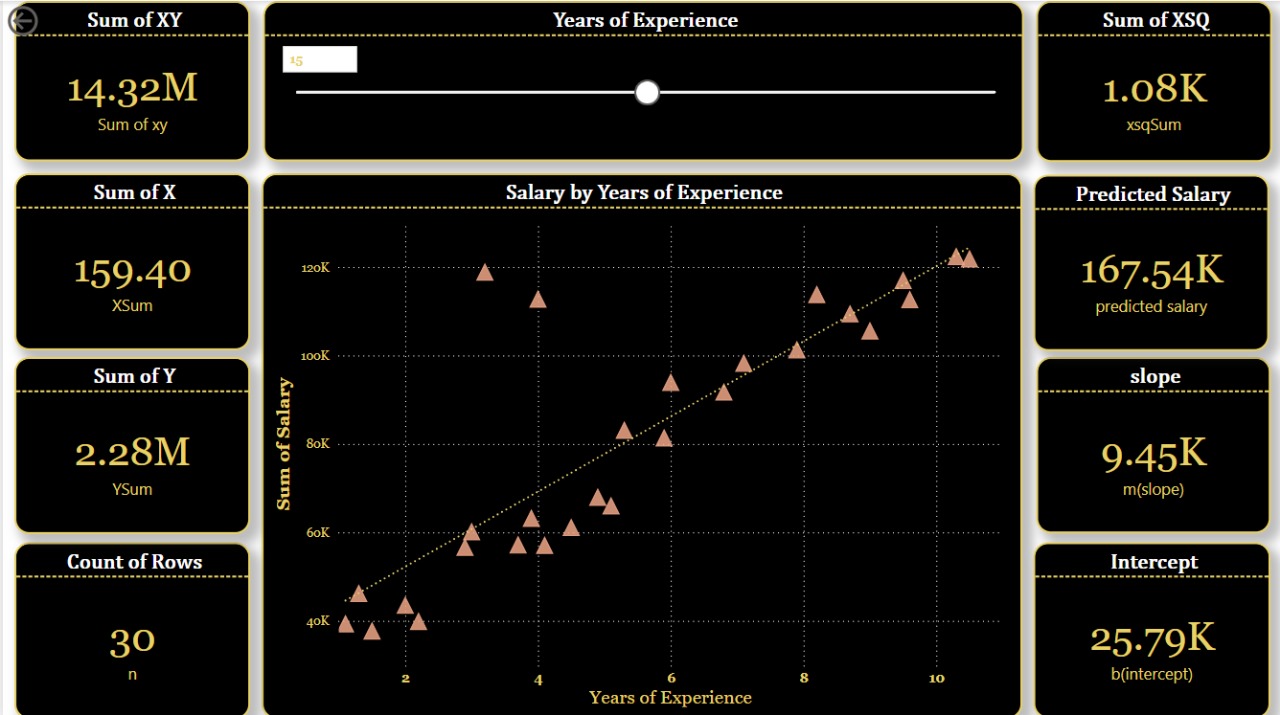 Sum of XY
14.32M
Sum of xy
Years of Experience
15
Sum of XSQ
1.08K
xsqSum
Sum of X
159.40
XSum
Sum of Y
2.28M
YSum
Count of Rows
30
n
Salary by Years of Experience
Sum of Salary
120K
100K
80K
60K
40K
2 4 6 8 10
Years of Experience
Predicted Salary
167.54K
predicted salary
slope
9.45K
m(slope)
Intercept
25.79K
b(intercept)